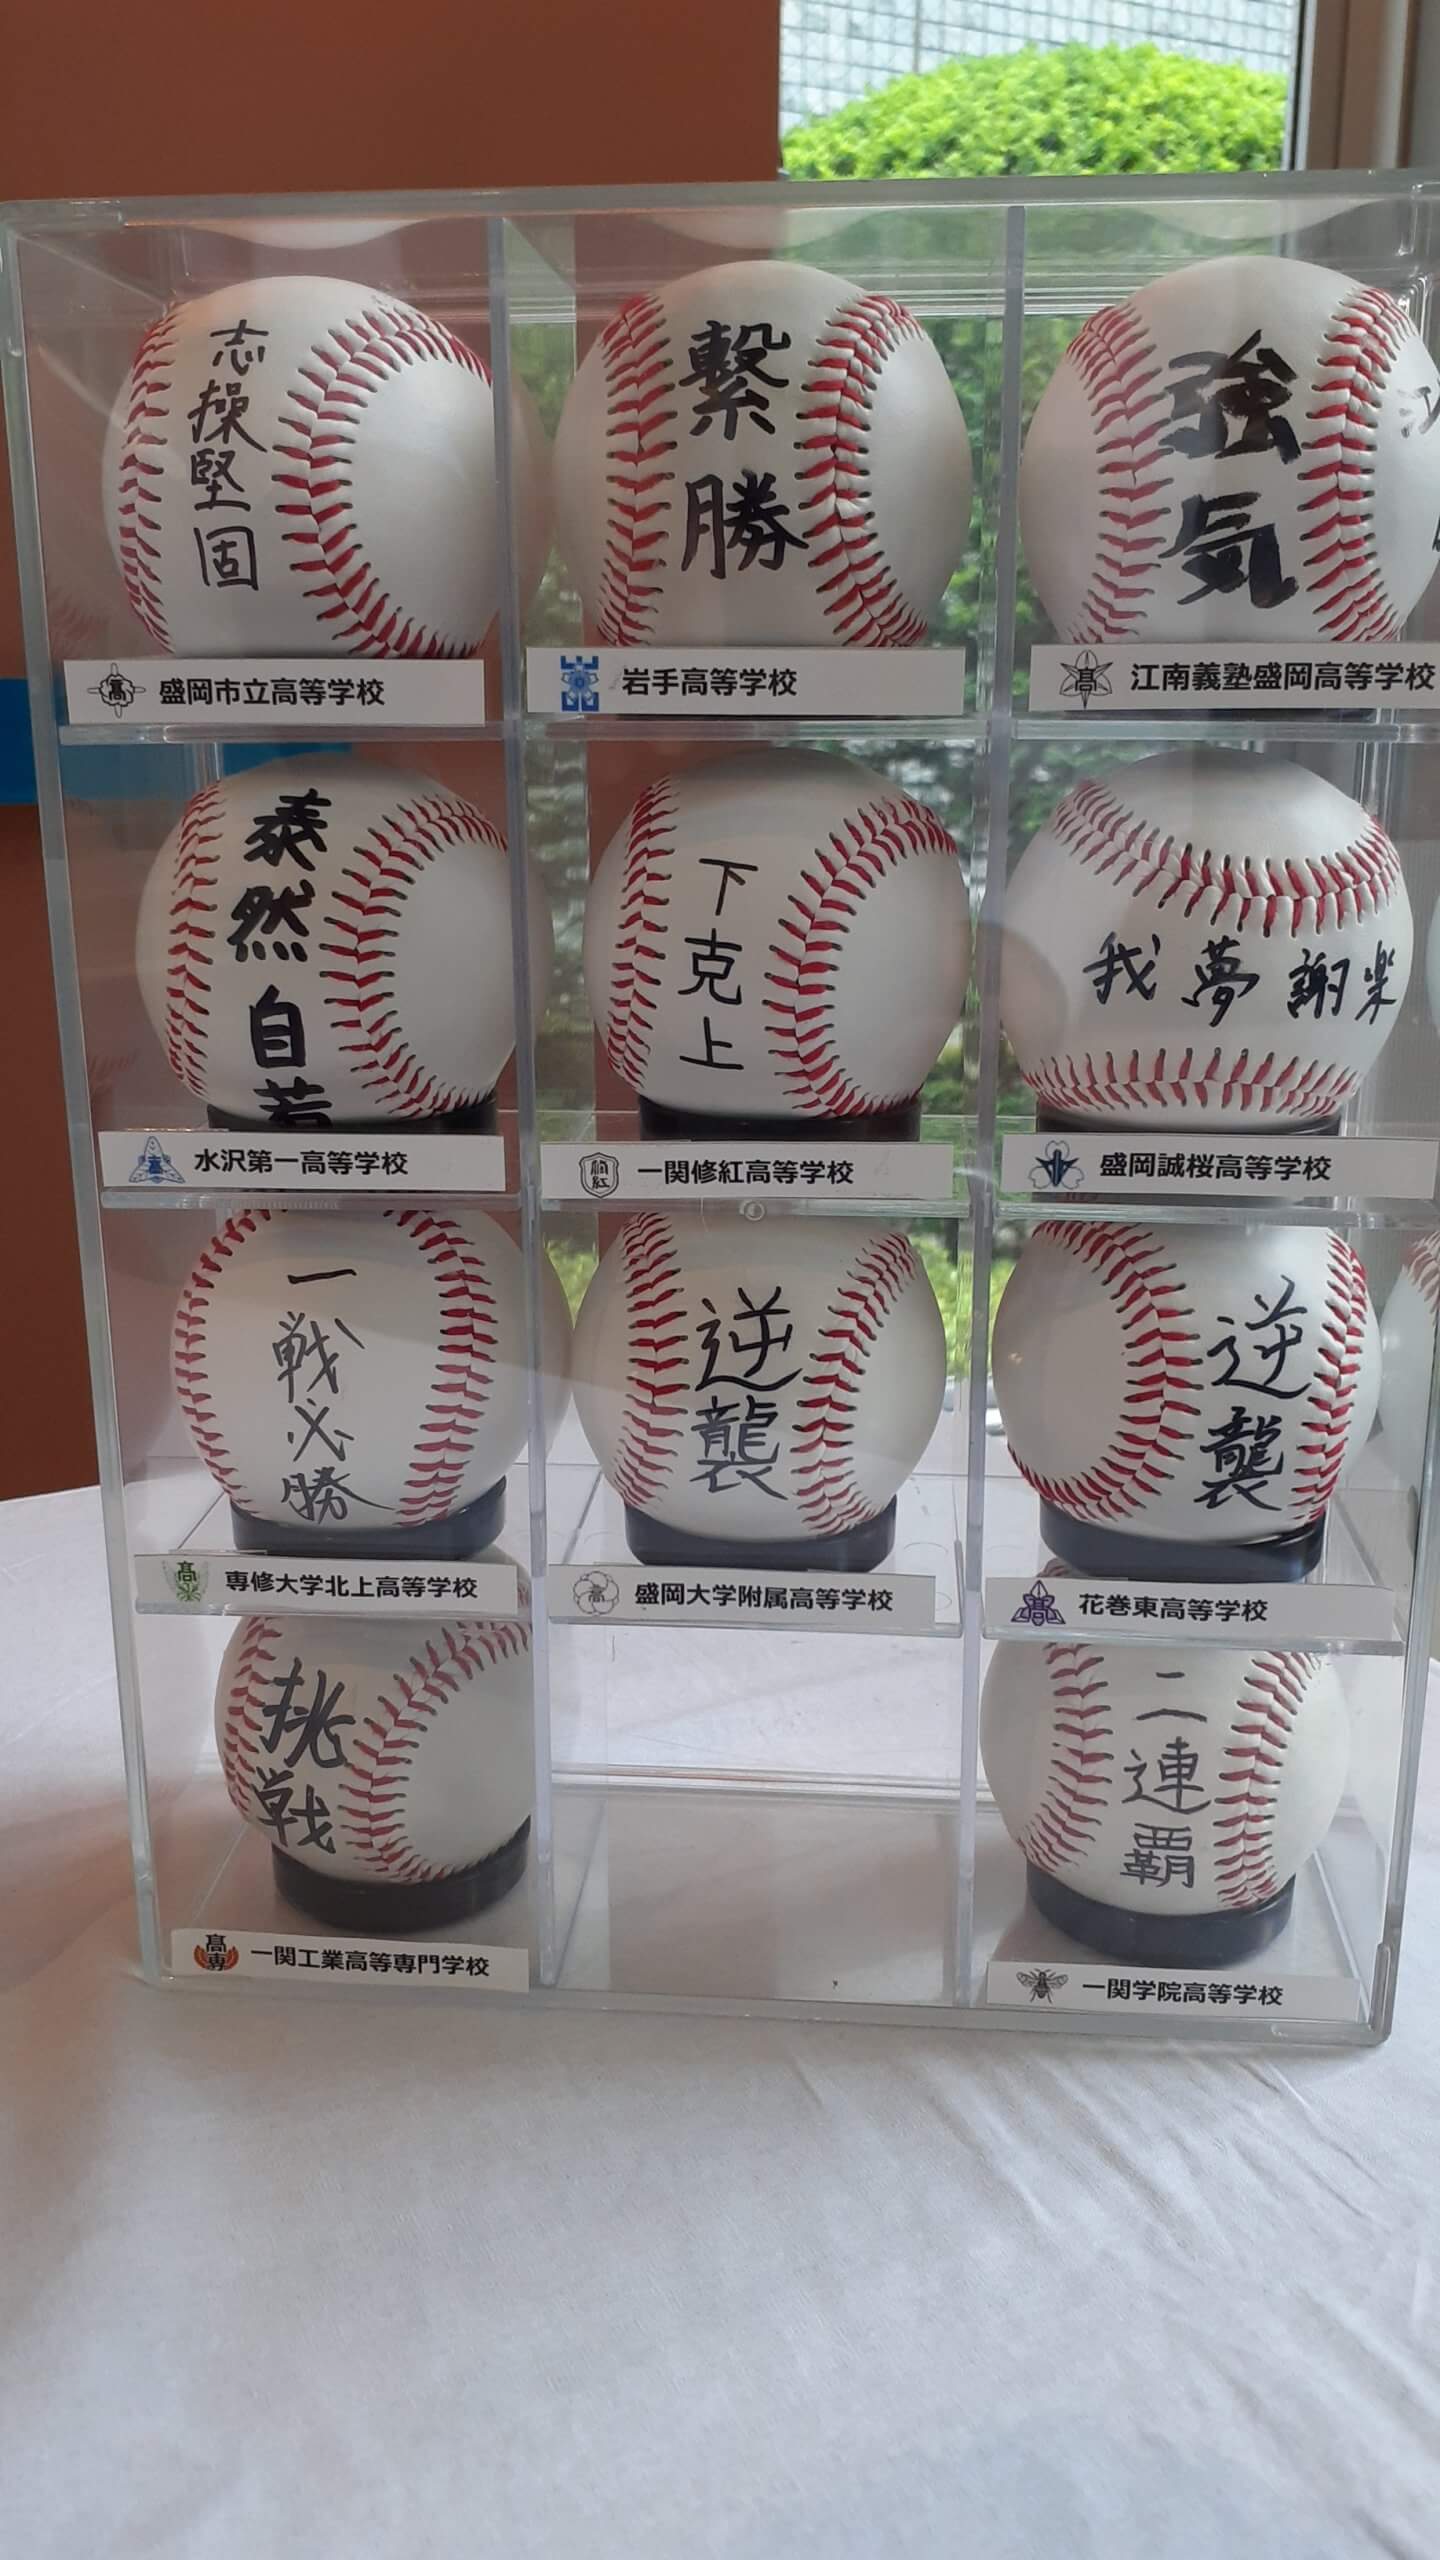 志操堅固
繋勝
強気
盛岡市立高等学校
岩手高等学校
江南義塾盛岡高等学校
泰然自若
下克上
我夢謝楽
水沢第一高等学校
一関修紅高等学校
盛岡誠桜高等学校
一戦必勝
逆襲
逆襲
専修大学北上高等学校
盛岡大学附属高等学校
花巻東高等学校
挑戦
二連覇
一関工業高等専門学校
一関学院高等学校